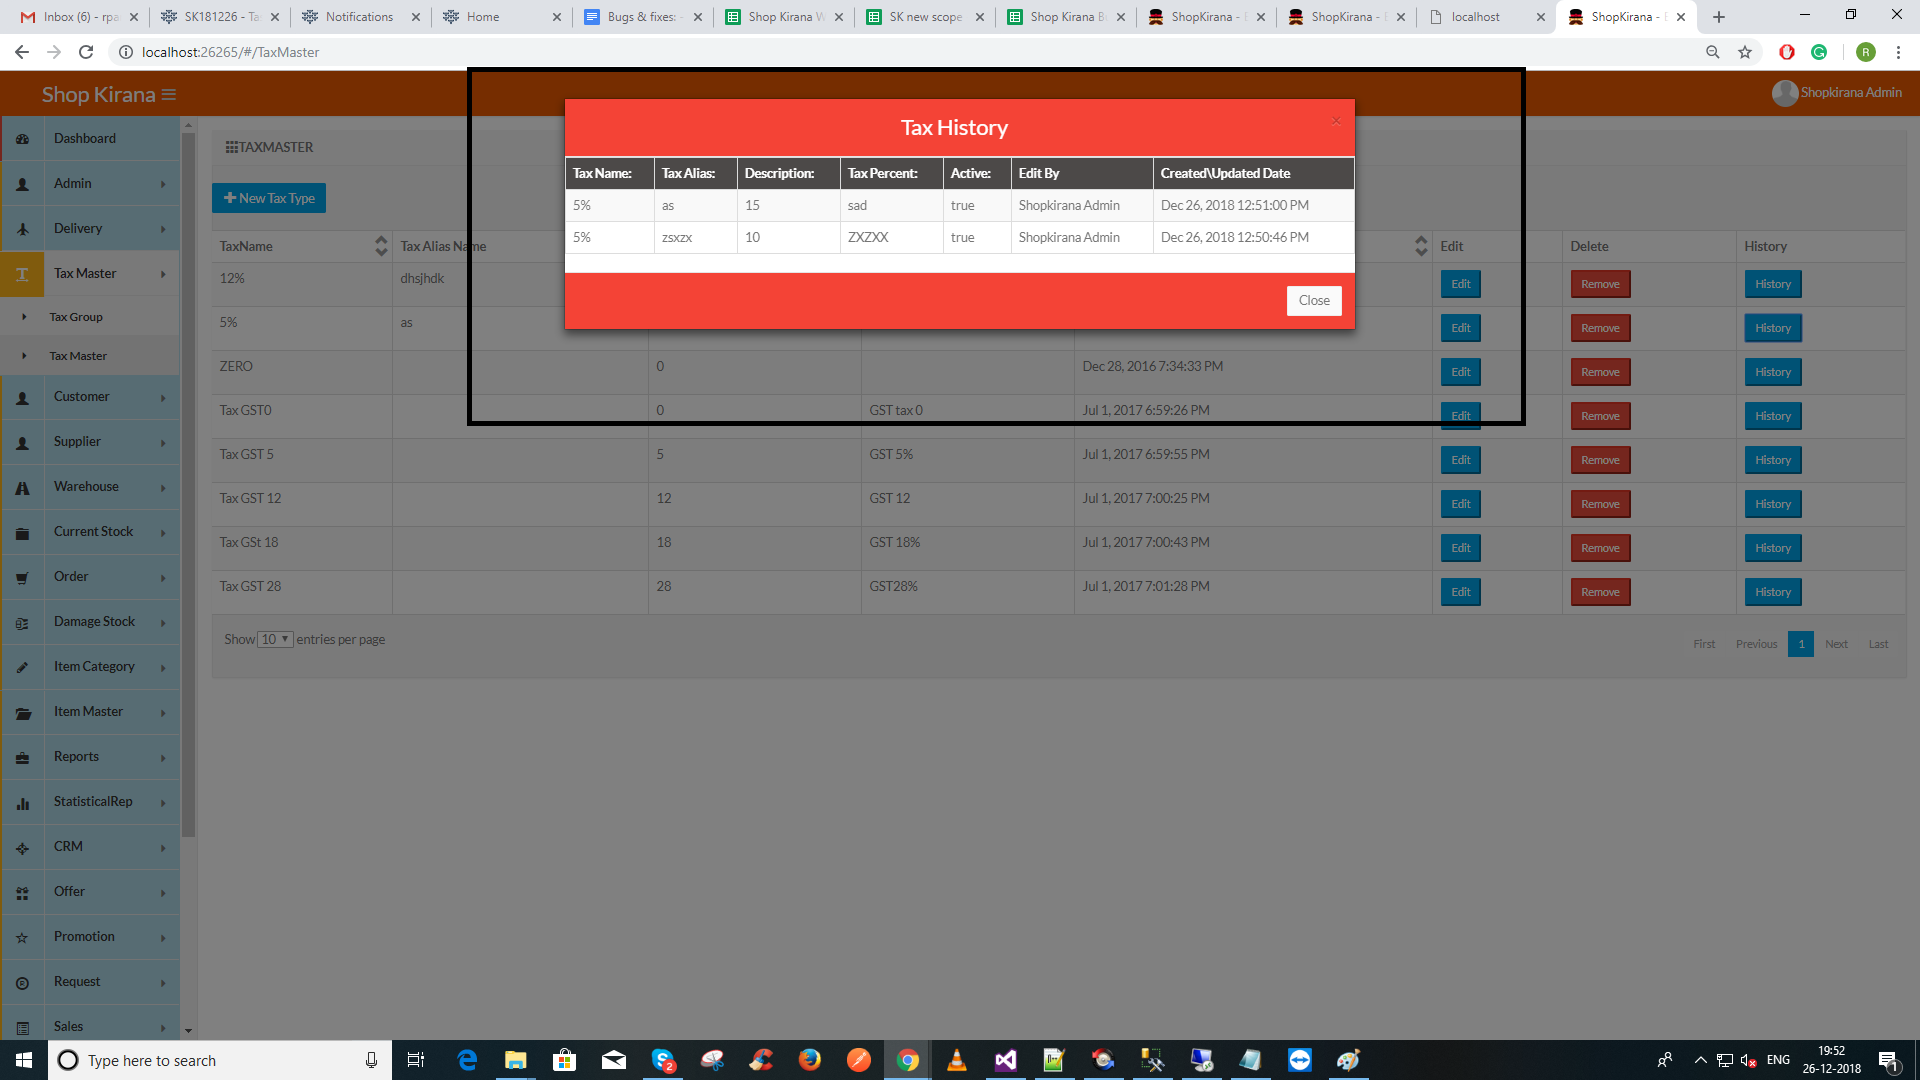 Inbox (6) - rpa
SK181226 - Ta
Notifications
Home
Bugs & fixes: -
Shop Kirana W
SK new scope
Shop Kirana B
ShopKirana -
ShopKirana -
localhost
ShopKirana -
localhost:26265/#/TaxMaster
R
Shop Kirana
Shopkirana Admin
Dashboard
Admin
Delivery
Tax Master
Tax Group
Tax Master
Customer
Supplier
Warehouse
Current Stock
Order
Damage Stock
Item Category
Item Master
Reports
StatisticalRep
CRM
Offer
Promotion
Request
Sales
TAXMASTER
New Tax Type
Tax History
×
Tax Name: Tax Alias: Description: Tax Percent: Active: Edit By Created\Updated Date
5% as 15 sad true Shopkirana Admin Dec 26, 2018 12:51:00 PM
5% zsxzx 10 ZXZXX true Shopkirana Admin Dec 26, 2018 12:50:46 PM
Close
TaxName Tax Alias Name Edit Delete History
12% dhsjhdk Edit Remove History
5% as Edit Remove History
ZERO 0 Dec 28, 2016 7:34:33 PM Edit Remove History
Tax GST0 0 GST tax 0 Jul 1, 2017 6:59:26 PM Edit Remove History
Tax GST 5 5 GST 5% Jul 1, 2017 6:59:55 PM Edit Remove History
Tax GST 12 12 GST 12 Jul 1, 2017 7:00:25 PM Edit Remove History
Tax GSt 18 18 GST 18% Jul 1, 2017 7:00:43 PM Edit Remove History
Tax GST 28 28 GST28% Jul 1, 2017 7:01:28 PM Edit Remove History
Show 10 entries per page
First Previous 1 Next Last
Type here to search
2
ENG
19:52
26-12-2018
1